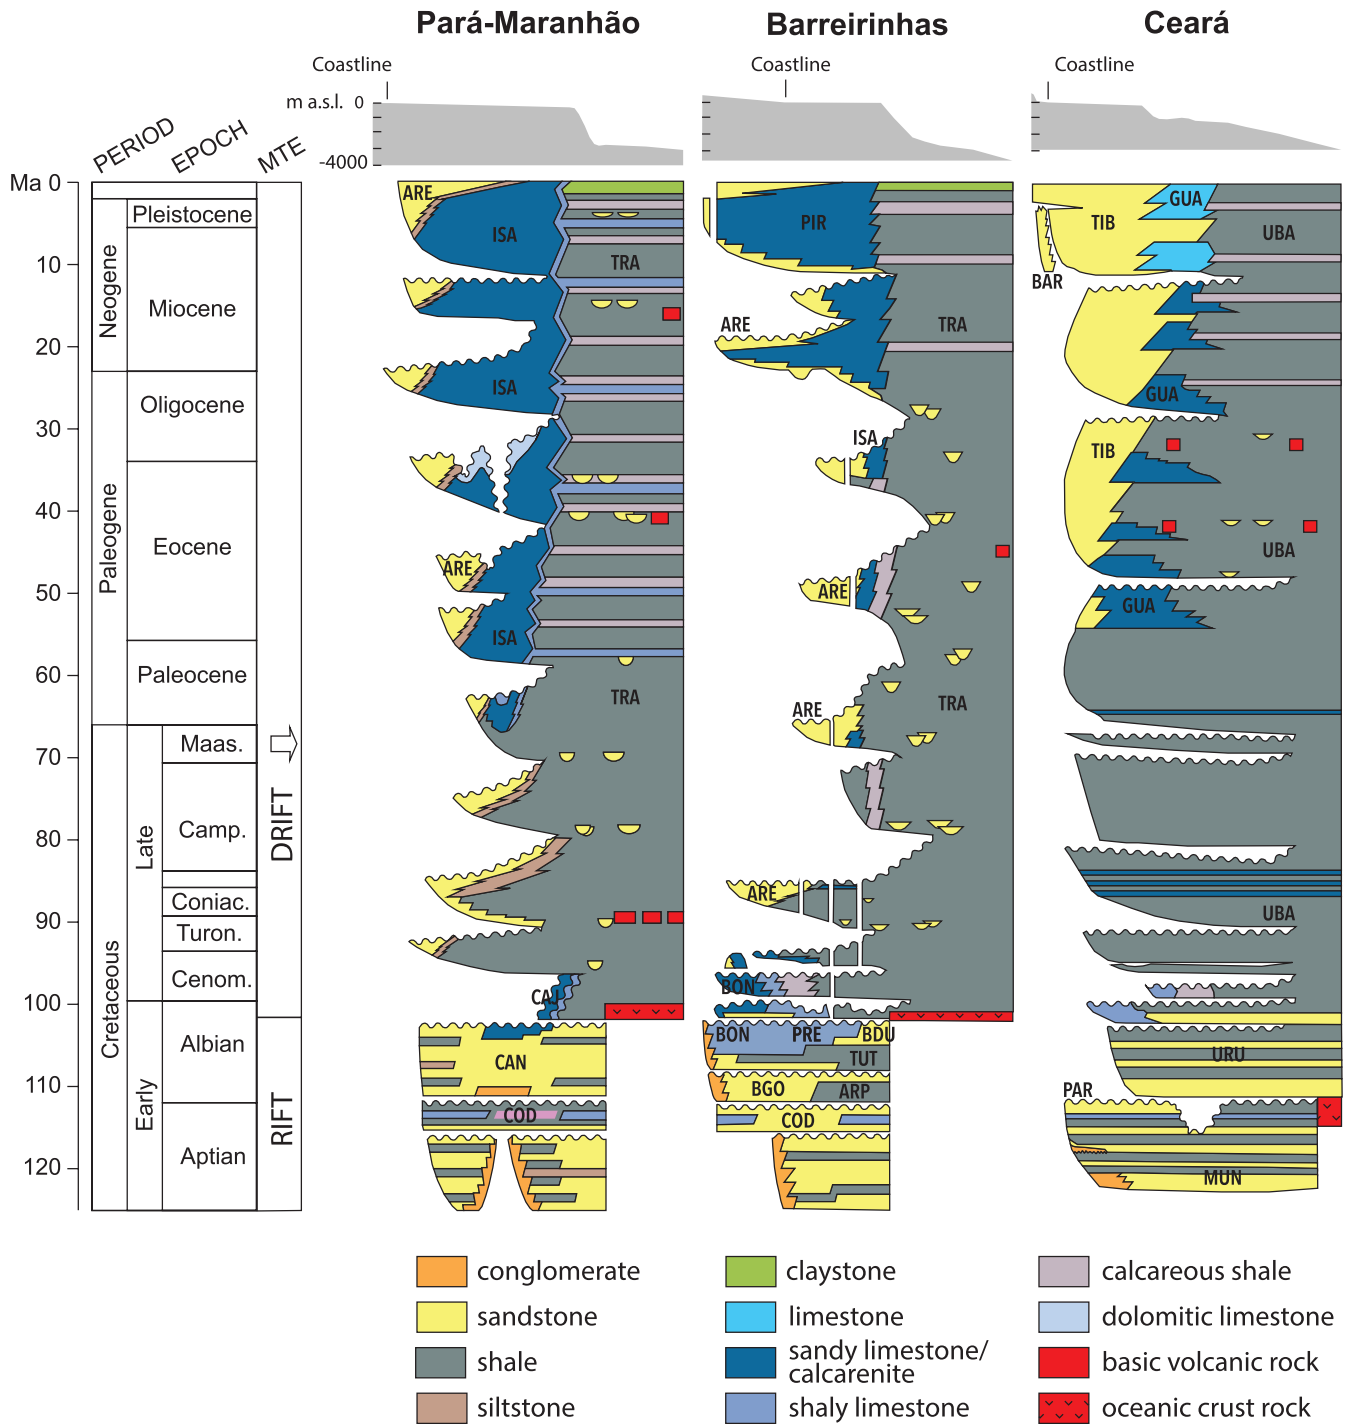 Pará-Maranhão
Barreirinhas
Ceará
Coastline
Coastline
Coastline
m a.s.l. 0
-4000
PERIOD
EPOCH
MTE
Ma 0
10
20
30
40
50
60
70
80
90
100
110
120
Neogene
Paleogene
Cretaceous
Late
Early
Pleistocene
Miocene
Oligocene
Eocene
Paleocene
Maas.
Camp.
Coniac.
Turon.
Cenom.
Albian
Aptian
DRIFT
RIFT
ARE
ISA
TRA
ISA
ARE
ISA
TRA
CAJ
CAN
COD
PIR
ARE
TRA
ISA
ARE
ARE
TRA
ARE
BON
BON
PRE
BDU
TUT
BGO
ARP
COD
GUA
TIB
UBA
BAR
GUA
TIB
UBA
GUA
UBA
URU
PAR
MUN
conglomerate
sandstone
shale
siltstone
claystone
limestone
sandy limestone/
calcarenite
shaly limestone
calcareous shale
dolomitic limestone
basic volcanic rock
oceanic crust rock